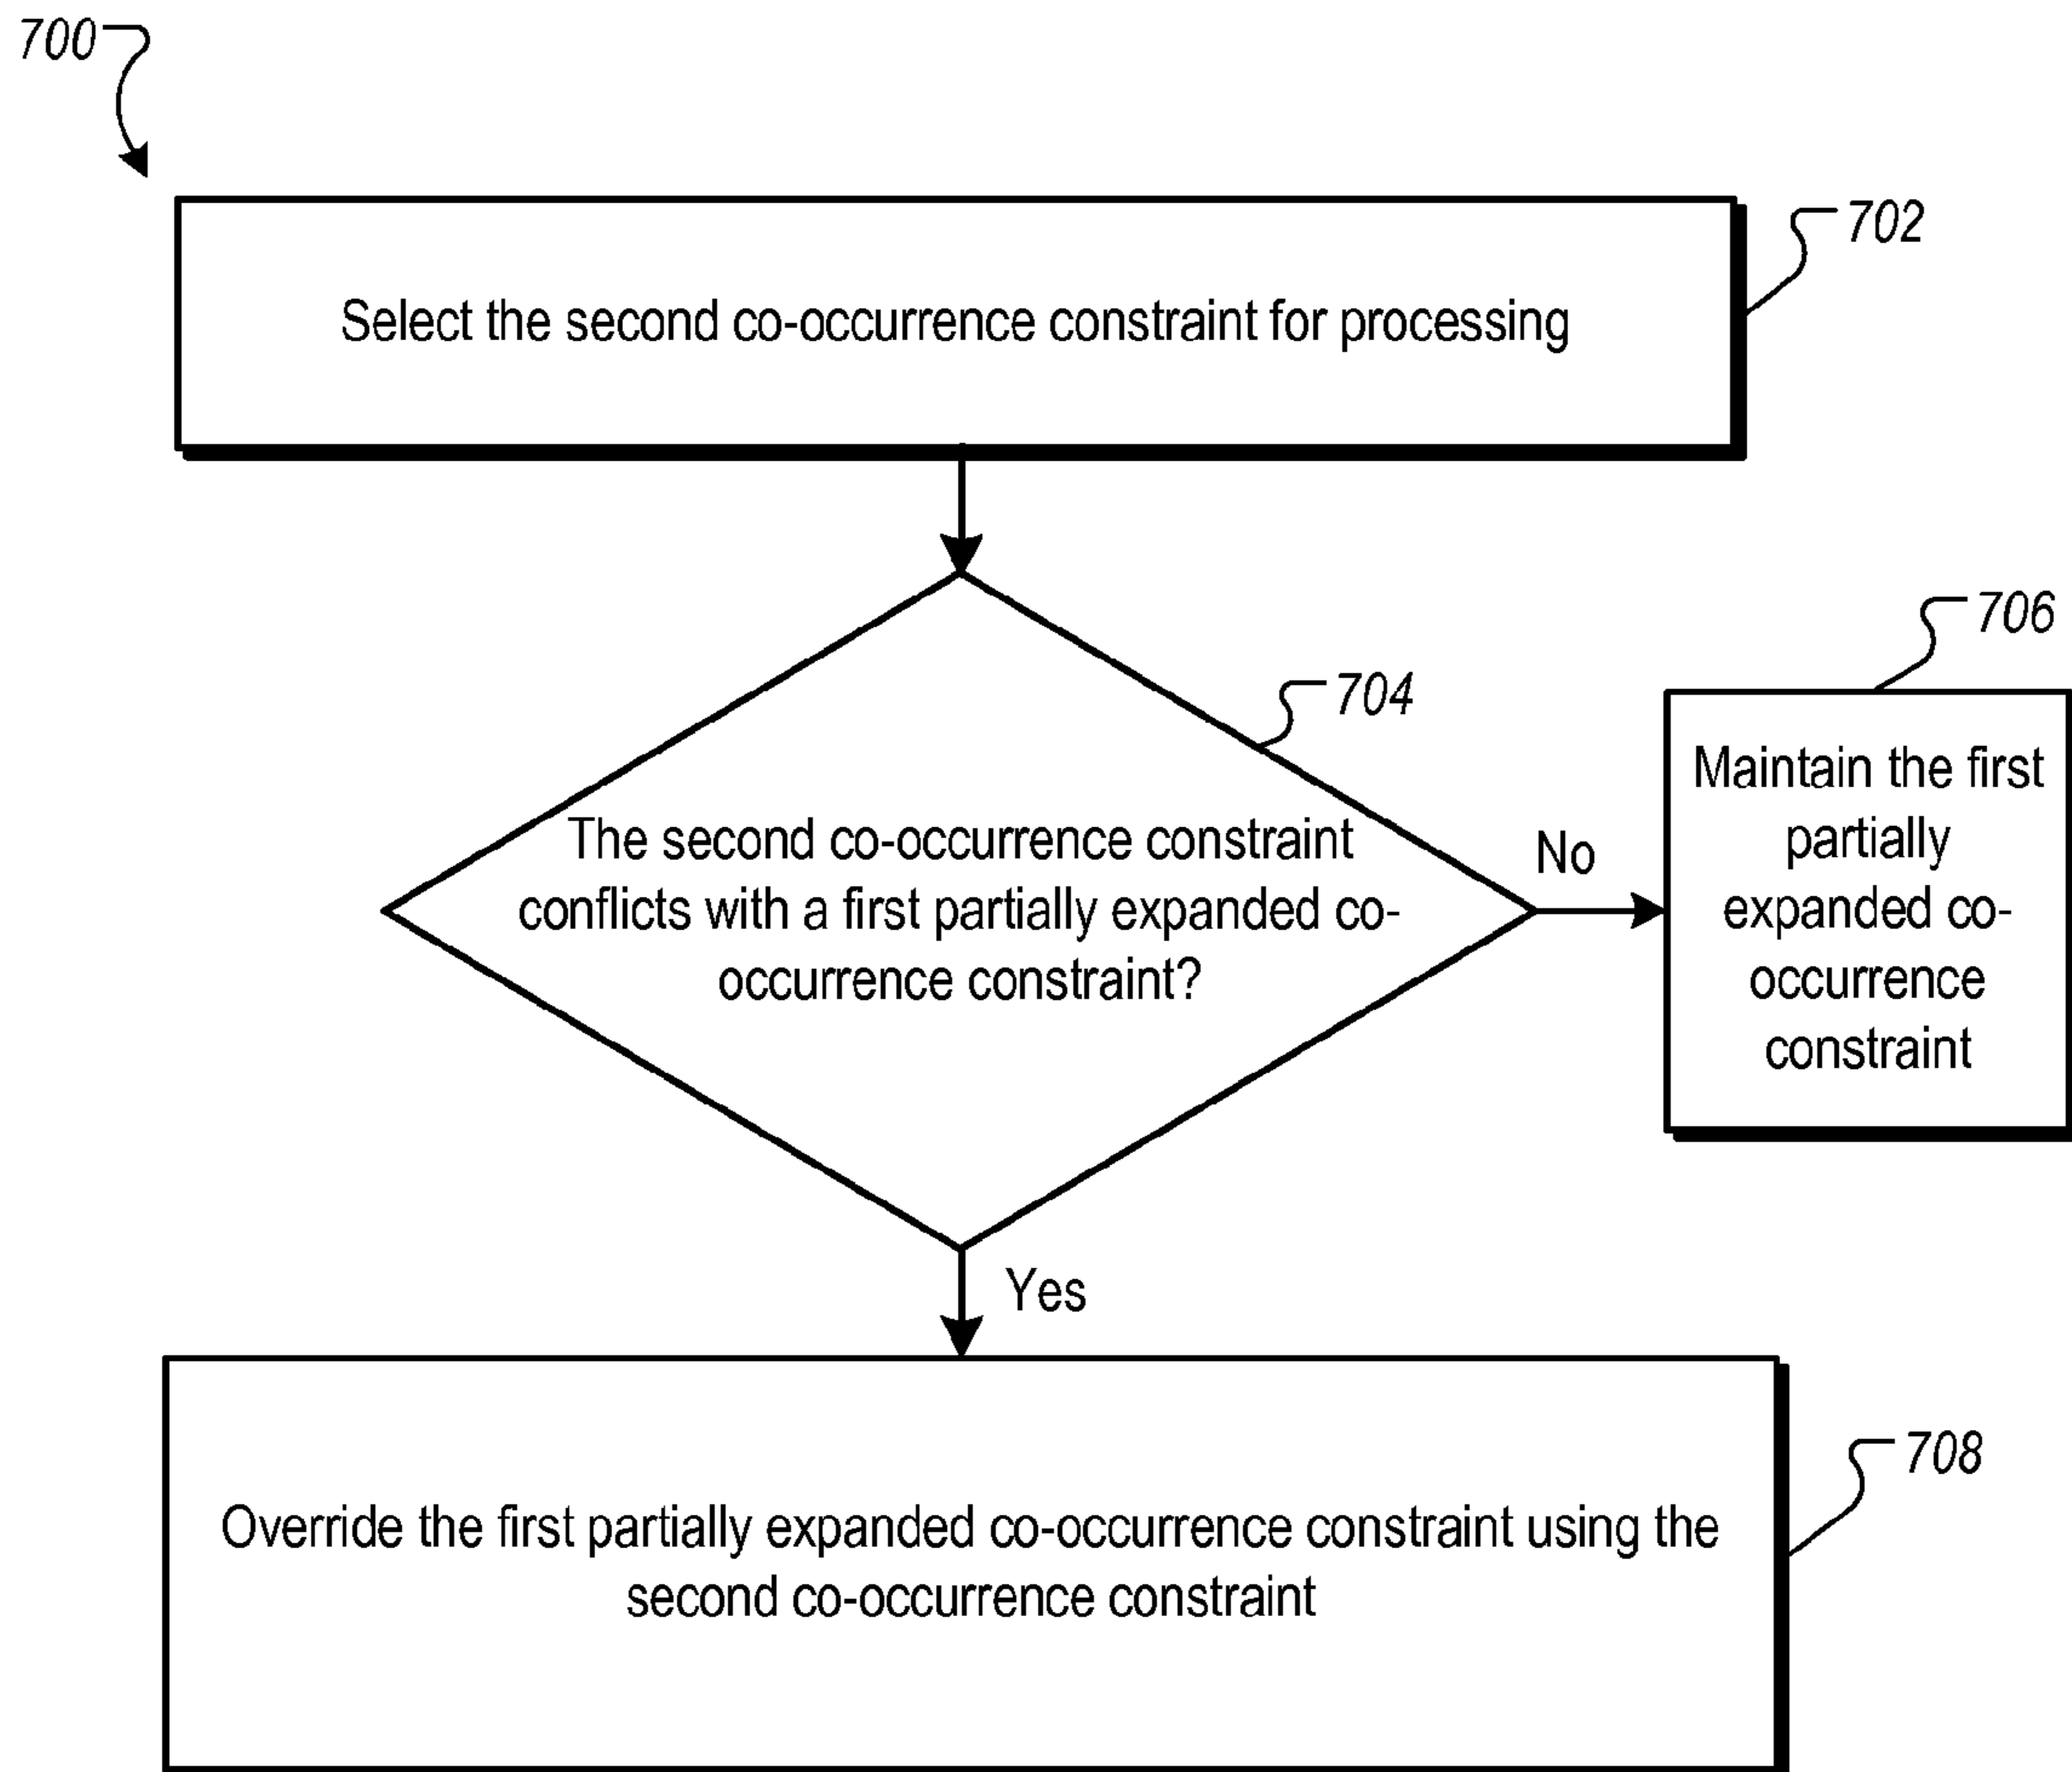 700
702
Select the second co-occurrence constraint for processing
704
706
The second co-occurrence constraint
conflicts with a first partially expanded co-
occurrence constraint?
No
Maintain the first
partially
expanded co-
occurrence
constraint
Yes
708
Override the first partially expanded co-occurrence constraint using the
second co-occurrence constraint